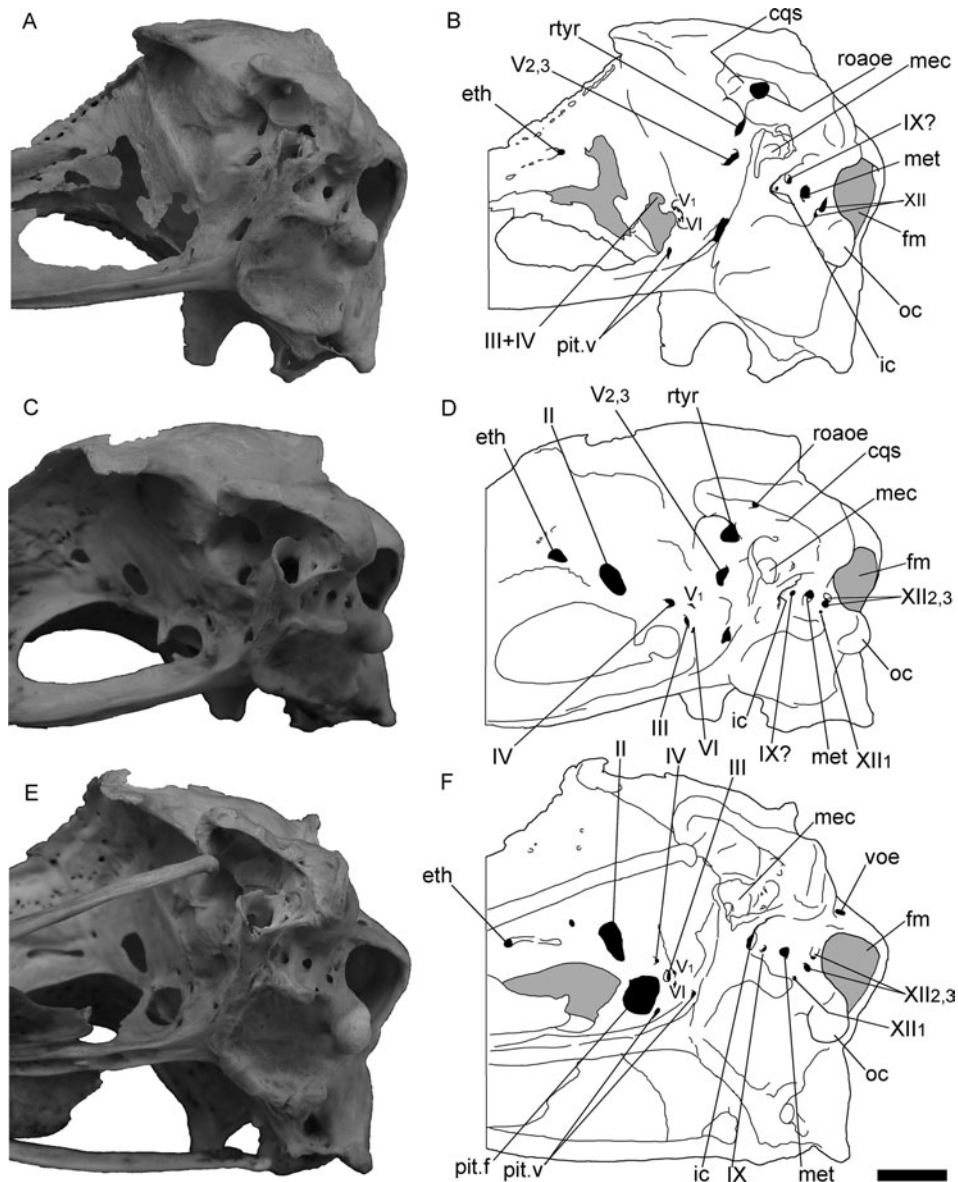 A
B
cqs
rtyr
roaoe
V2,3
mec
eth
IX?
met
V1
XII
VI
fm
oc
III+IV
pit.v
ic
C
D
V2,3
rtyr
II
roaoe
eth
cqs
mec
fm
V1
XII2,3
oc
III
ic
IV
VI
IX?
met
XII1
E
F
II
IV
III
mec
eth
voe
fm
V1
VI
XII2,3
XII1
oc
pit.f
pit.v
ic
IX
met